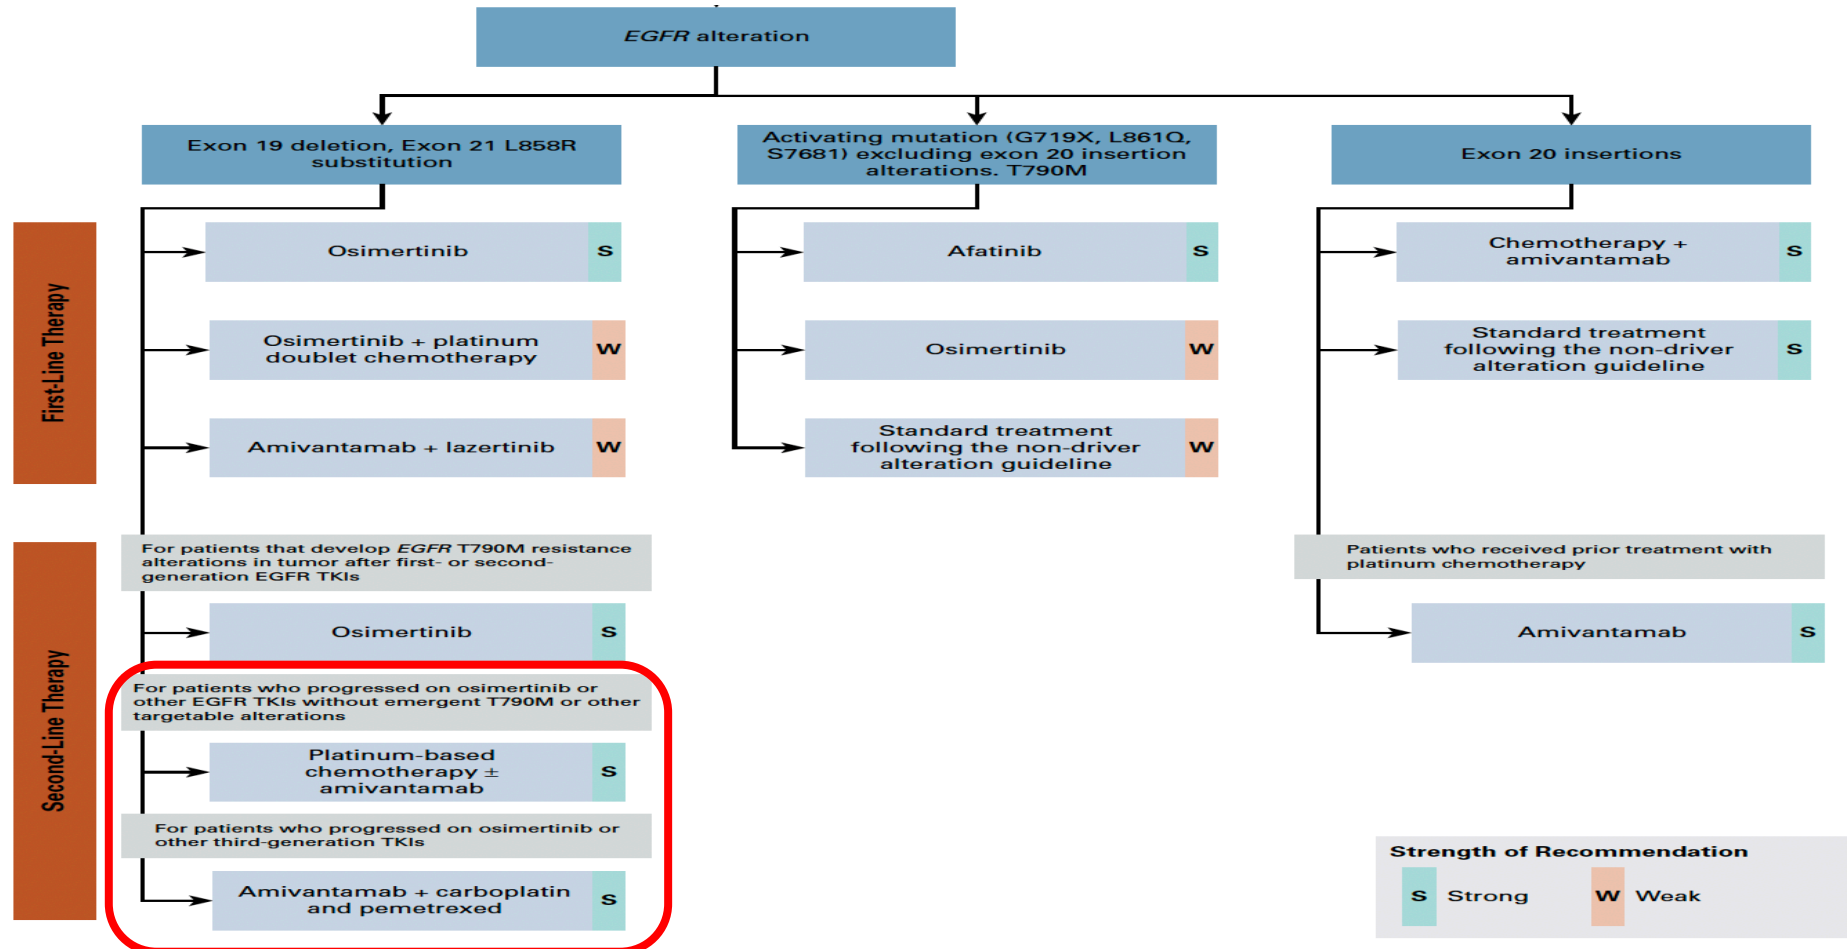 EGFR alteration
Exon 19 deletion, Exon 21 L858R
substitution
Activating mutation (G719X, L861Q,
S7681) excluding exon 20 insertion
alterations. T790M
Exon 20 insertions
First-Line Therapy
Osimertinib
S
Osimertinib + platinum
doublet chemotherapy
W
Amivantamab + lazertinib
W
Afatinib
S
Osimertinib
W
Standard treatment
following the non-driver
alteration guideline
W
Chemotherapy +
amivantamab
S
Standard treatment
following the non-driver
alteration guideline
S
Second-Line Therapy
For patients that develop EGFR T790M resistance
alterations in tumor after first- or second-
generation EGFR TKIs
Osimertinib
S
For patients who progressed on osimertinib or
other EGFR TKIs without emergent T790M or other
targetable alterations
Platinum-based
chemotherapy ±
amivantamab
S
For patients who progressed on osimertinib or
other third-generation TKIs
Amivantamab + carboplatin
and pemetrexed
S
Patients who received prior treatment with
platinum chemotherapy
Amivantamab
S
Strength of Recommendation
S Strong
W Weak